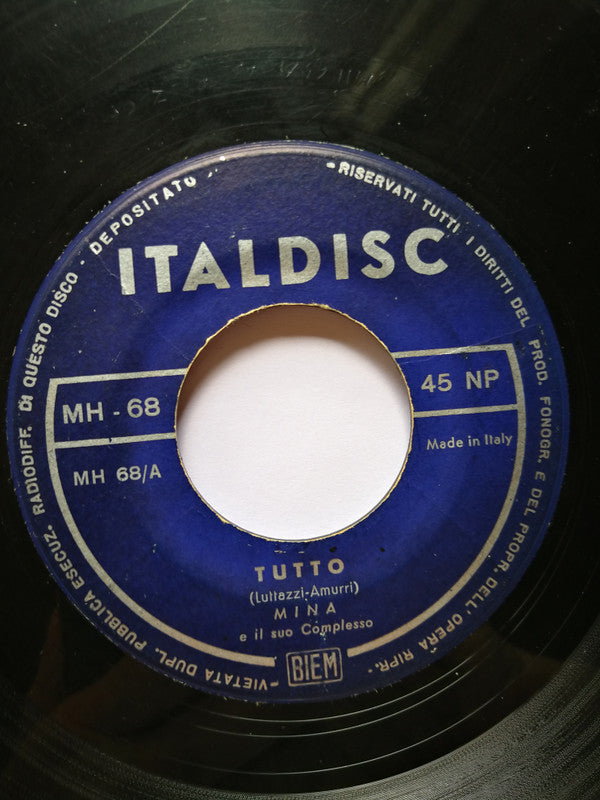 - RISERVATI TUTTI I DIRITTI DEL PROD. FONOGR. E DEL PROPR. DELL' OPERA RIPR. -
- VIETATA DUPL. PUBBLICA ESECUZ. RADIODIFF. DI QUESTO DISCO - DEPOSITATO
ITALDISC
MH - 68
45 NP
MH 68/A
Made in Italy
TUTTO
(Luttazzi-Amurri)
MINA
e il suo Complesso
BIEM